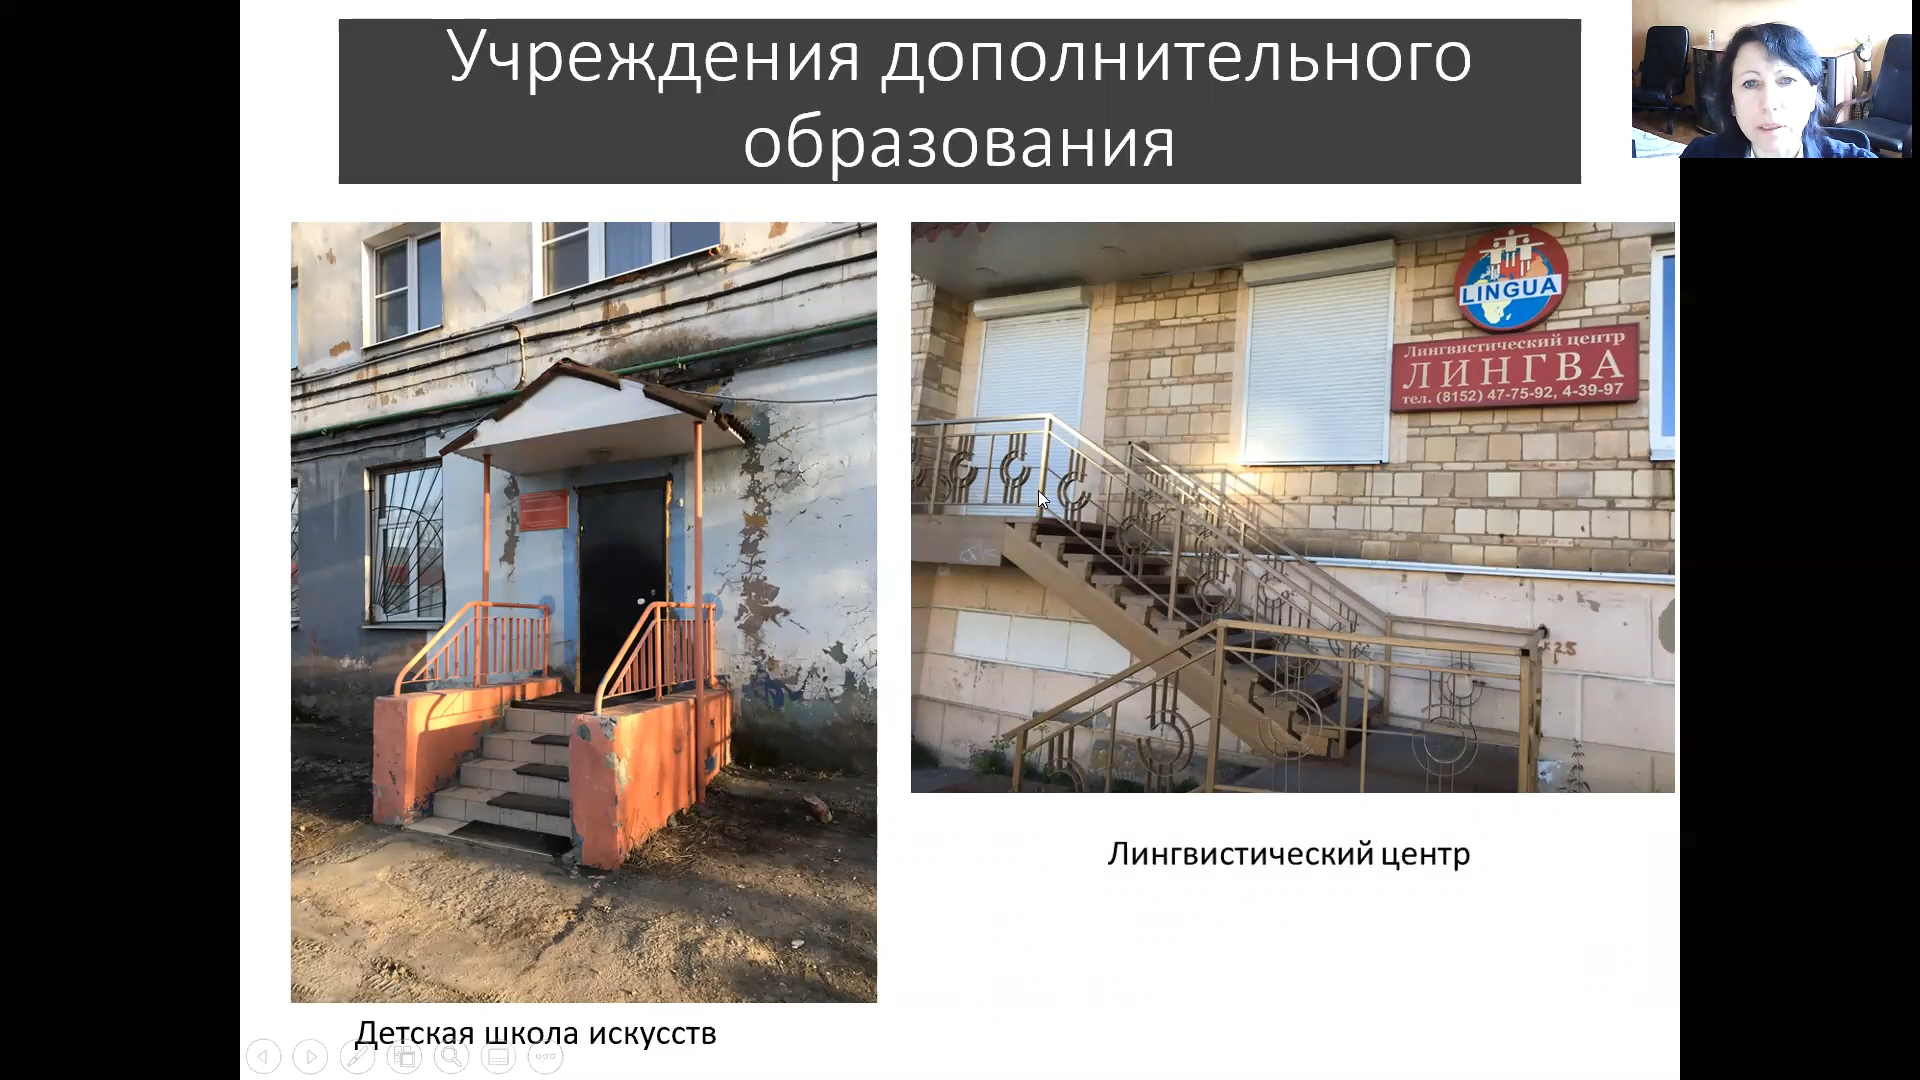 Учреждения дополнительного
образования
LINGUA
Лингвистический центр
ЛИНГВА
тел. (8152) 47-75-92, 4-39-97
Лингвистический центр
Детская школа искусств